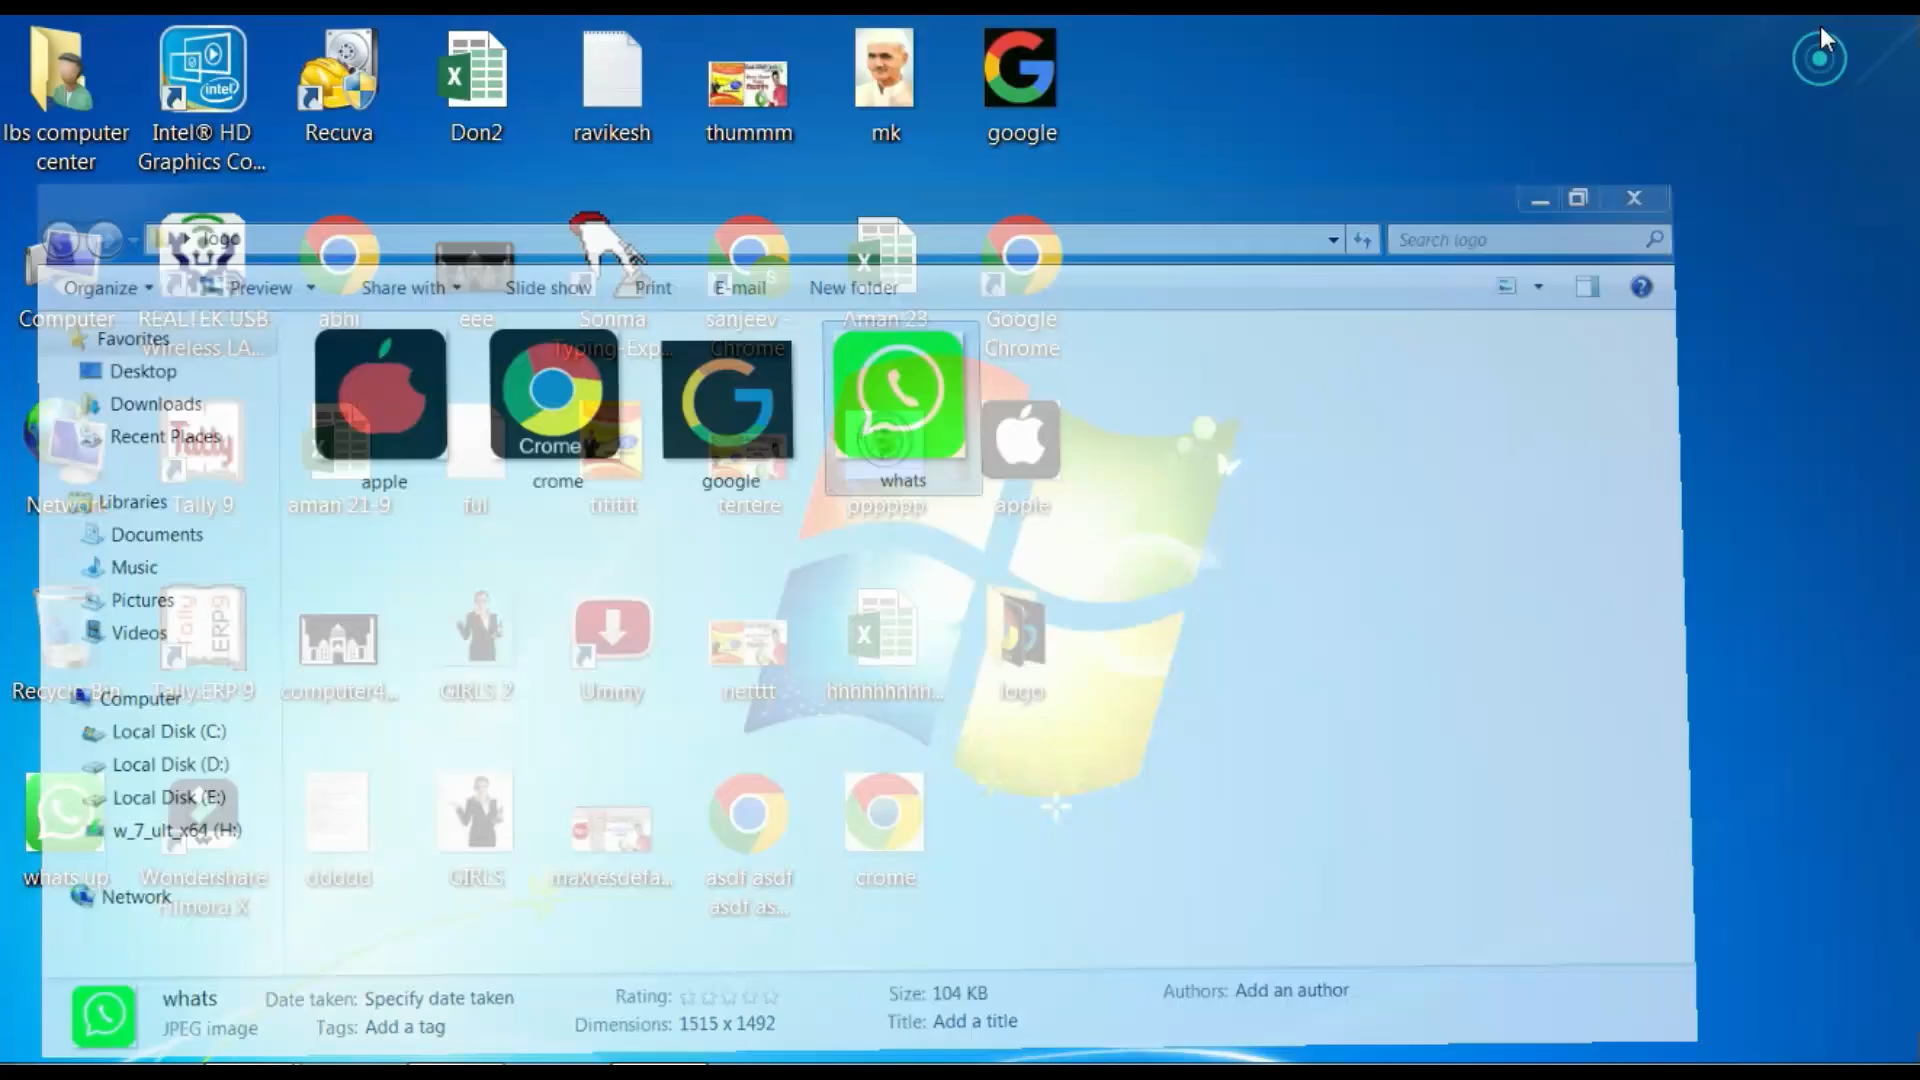 lbs computer
center
Intel® HD
Graphics Co...
Recuva
Don2
ravikesh
thummm
mk
google
logo
Search logo
Organize
Preview
Share with
Slide show
Print
E-mail
New folder
Computer
REALTEK USB
Wireless LA...
abhi
eee
Sonma
Typing-Exp...
sanjeev -
Chrome
Aman 23
Google
Chrome
Favorites
Desktop
Downloads
Recent Places
Libraries
Documents
Music
Pictures
Videos
Computer
Local Disk (C:)
Local Disk (D:)
Local Disk (E:)
w_7_ult_x64 (H:)
Network
Crome
apple
crome
google
whats
Tally 9
aman 21-9
ful
tertere
pppppp
apple
Recycle Bin
Tally.ERP 9
computer4...
GIRLS 2
Ummy
netttt
logo
whats up
Wondershare
Filmora X
GIRLS
maxresdefa...
asdf asdf
asdf as...
crome
whats
JPEG image
Date taken: Specify date taken
Tags: Add a tag
Rating:
Dimensions: 1515 x 1492
Size: 104 KB
Title: Add a title
Authors: Add an author